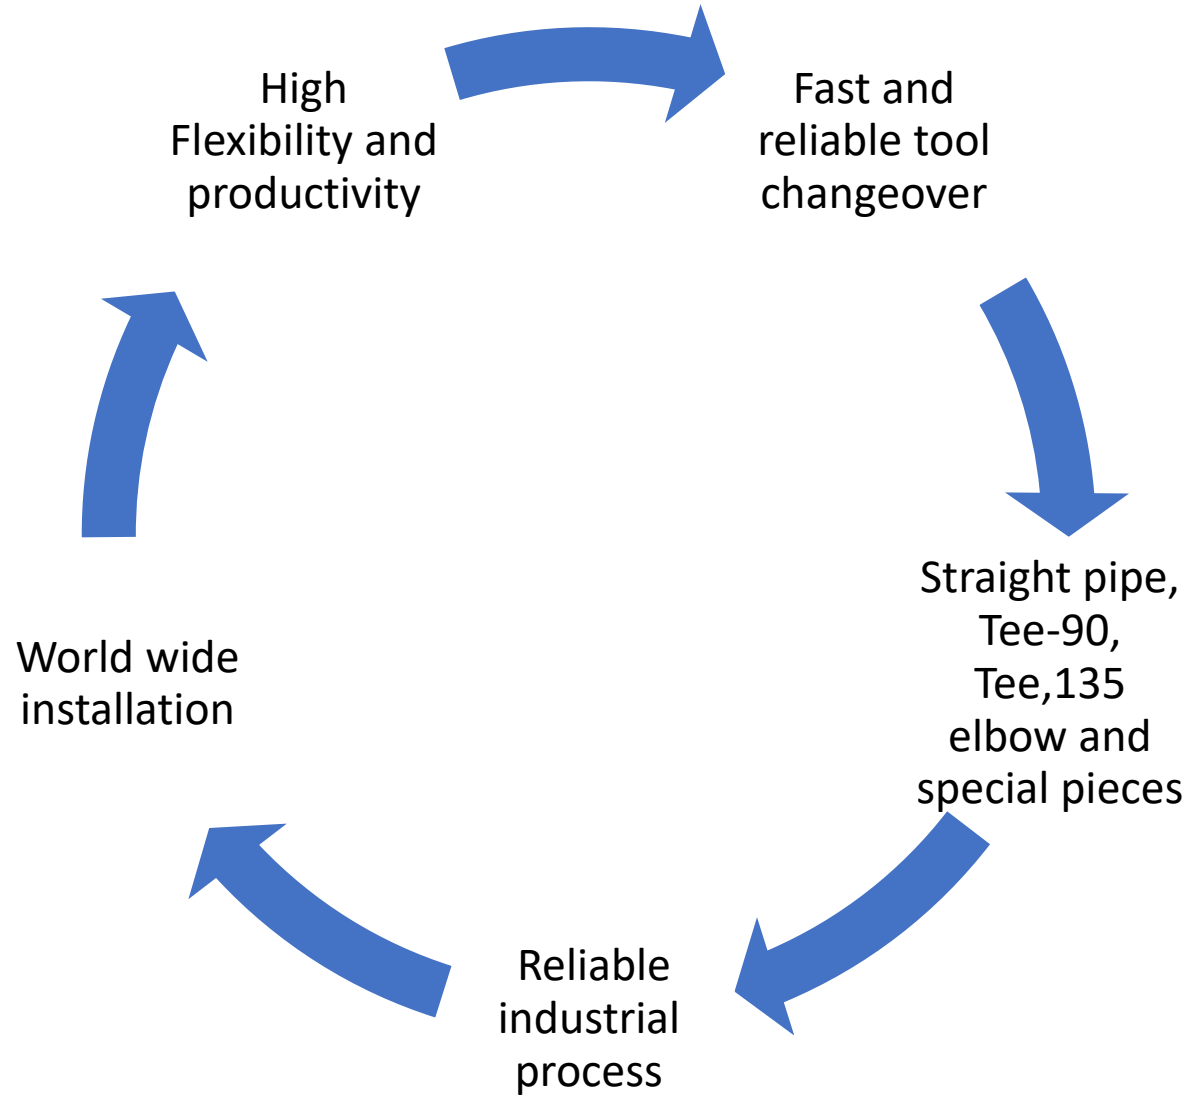 High
Flexibility and
productivity
Fast and
reliable tool
changeover
Straight pipe,
Tee-90,
Tee,135
elbow and
special pieces
Reliable
industrial
process
World wide
installation